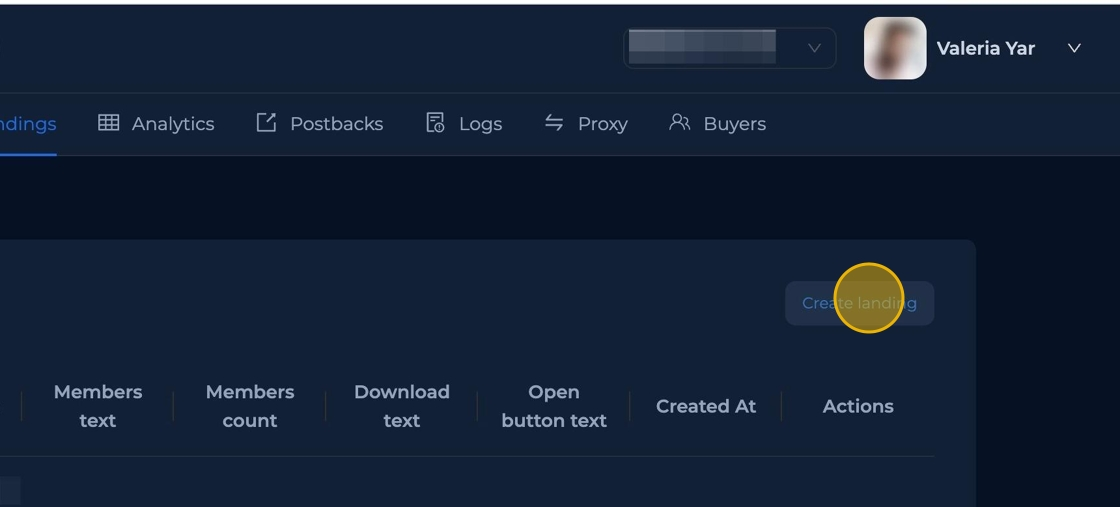 Valeria Yar
ndings Analytics Postbacks Logs Proxy Buyers
Create landing
Members text
Members count
Download text
Open button text
Created At
Actions